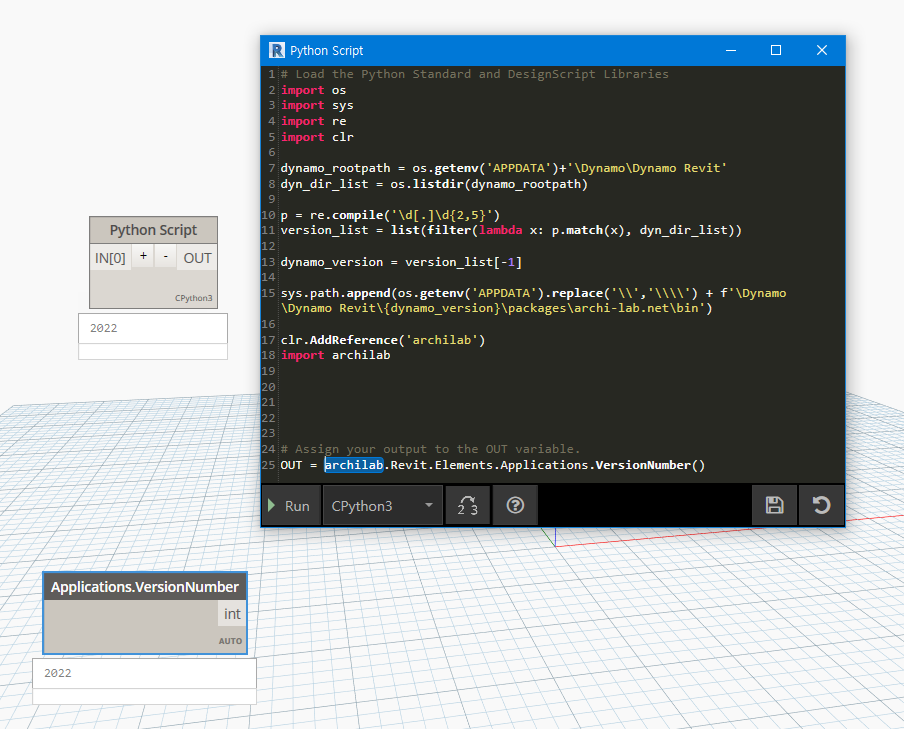 Python Script
1 # Load the Python Standard and DesignScript Libraries
2 import os
3 import sys
4 import re
5 import clr
6
7 dynamo_rootpath = os.getenv('APPDATA')+'\Dynamo\Dynamo Revit'
8 dyn_dir_list = os.listdir(dynamo_rootpath)
9
10 p = re.compile('\d[.]\d{2,5}')
11 version_list = list(filter(lambda x: p.match(x), dyn_dir_list))
12
13 dynamo_version = version_list[-1]
14
15 sys.path.append(os.getenv('APPDATA').replace('\\','\\\\') + f'\Dynamo
\Dynamo Revit\{dynamo_version}\packages\archi-lab.net\bin')
16
17 clr.AddReference('archilab')
18 import archilab
19
20
21
22
23
24 # Assign your output to the OUT variable.
25 OUT = archilab.Revit.Elements.Applications.VersionNumber()
Run CPython3 2 3 ?
Python Script
IN[0] + - OUT
CPython3
2022
Applications.VersionNumber
int
AUTO
2022